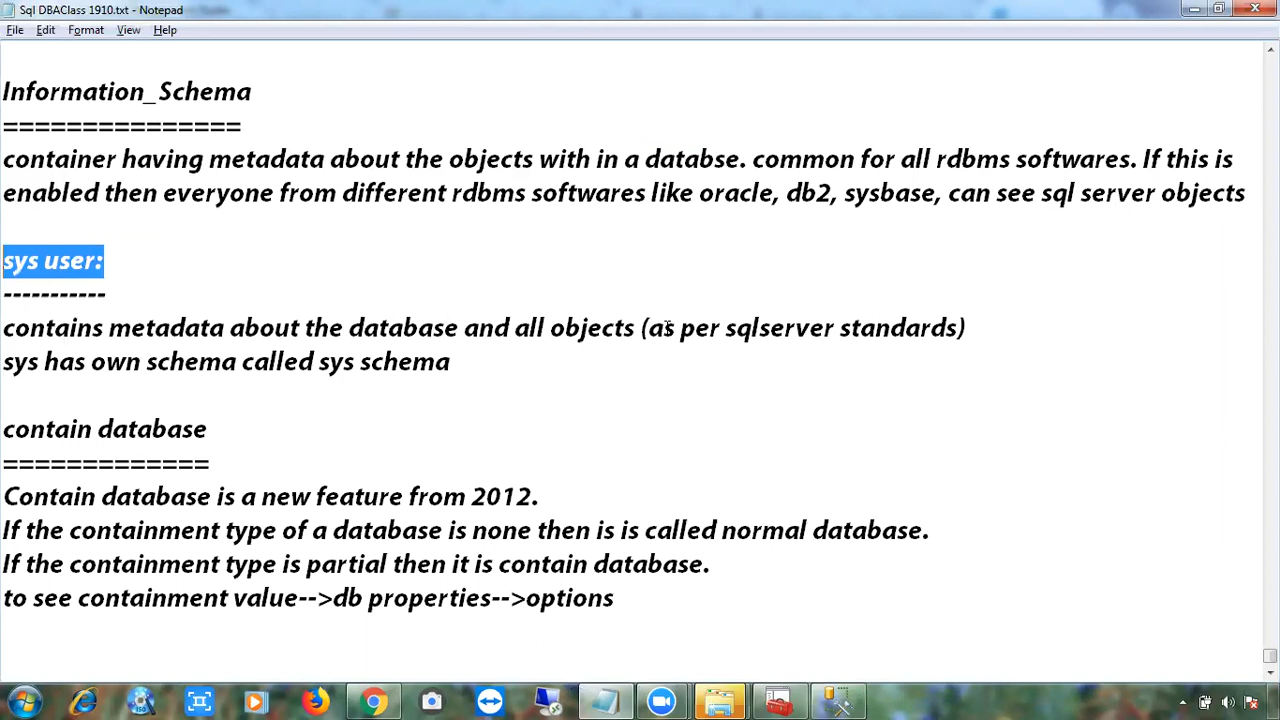 Sql DBAClass 1910.txt - Notepad
File Edit Format View Help
Information_Schema
===============
container having metadata about the objects with in a databse. common for all rdbms softwares. If this is
enabled then everyone from different rdbms softwares like oracle, db2, sysbase, can see sql server objects
sys user:
-----------
contains metadata about the database and all objects (as per sqlserver standards)
sys has own schema called sys schema
contain database
=============
Contain database is a new feature from 2012.
If the containment type of a database is none then is is called normal database.
If the containment type is partial then it is contain database.
to see containment value-->db properties-->options